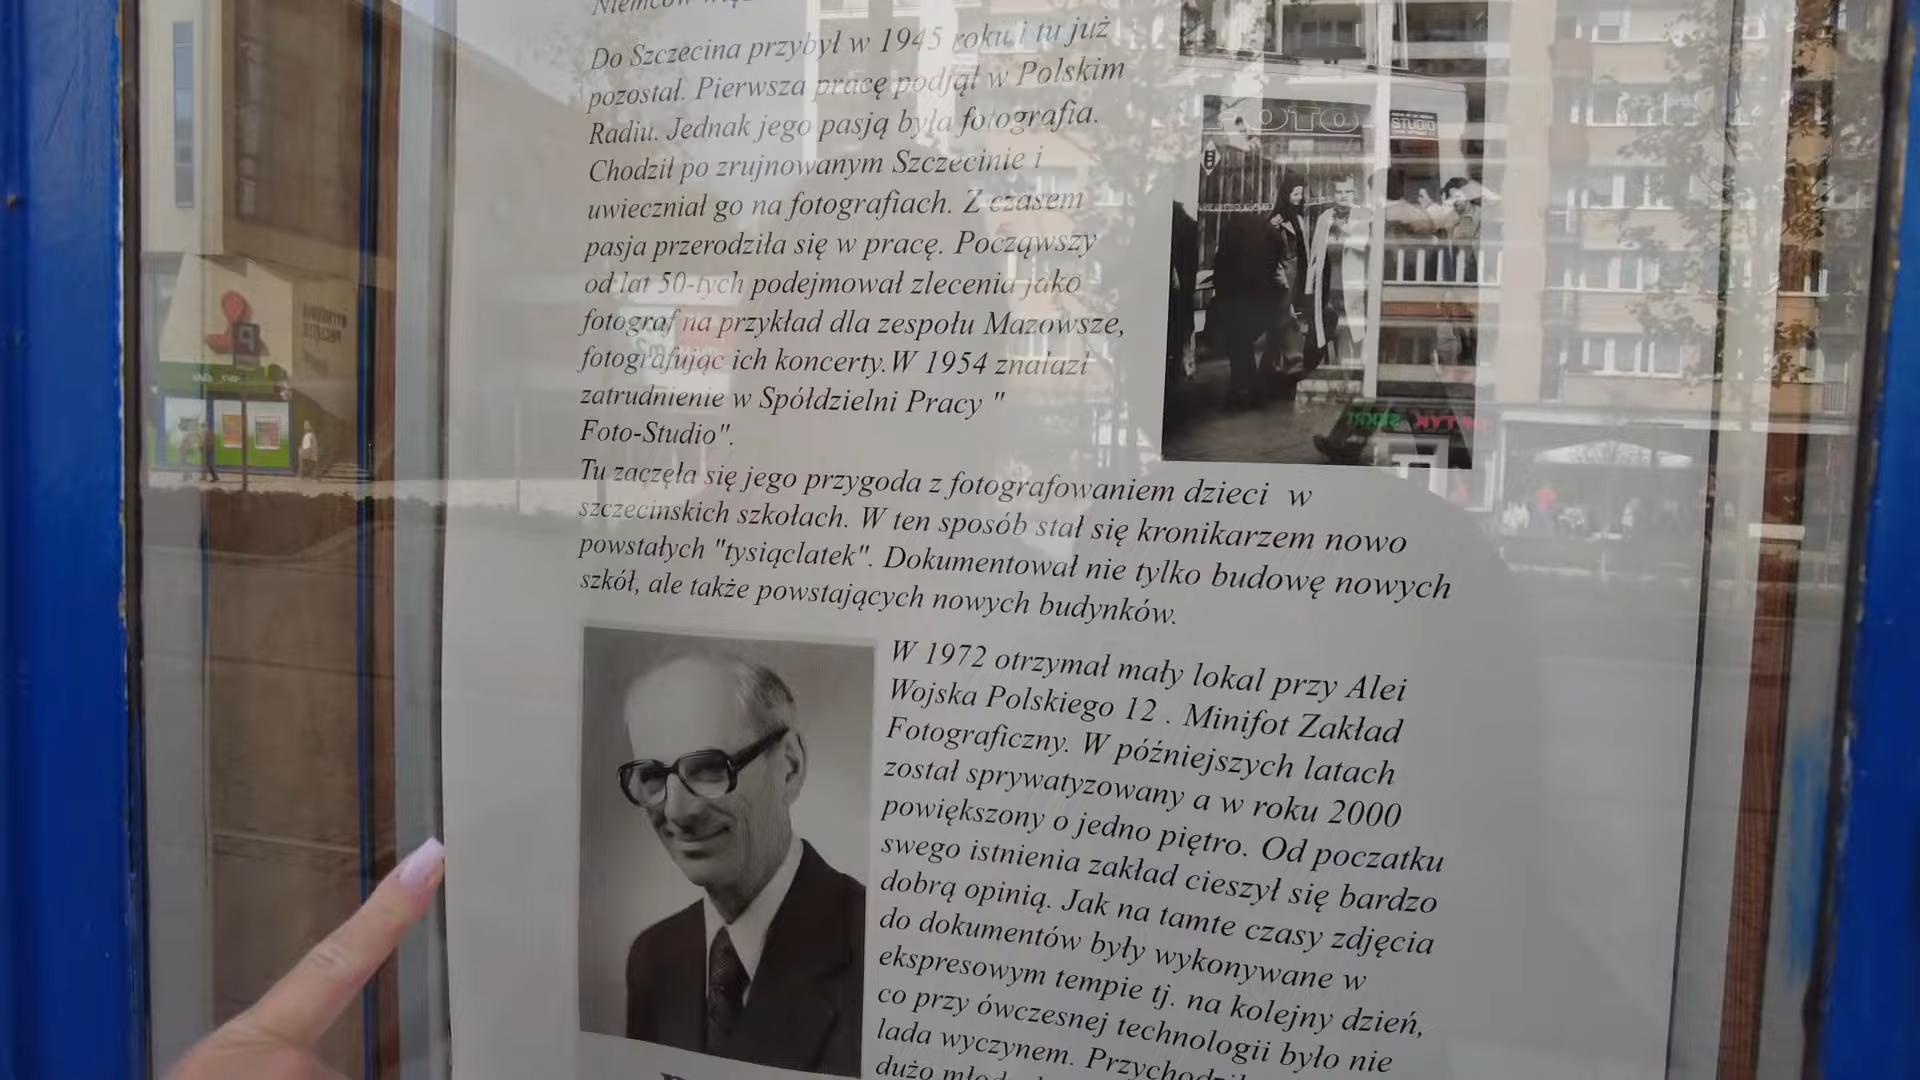 Niemców
Do Szczecina przybył w 1945 roku i tu już
pozostał. Pierwsza pracę podjął w Polskim
Radiu. Jednak jego pasją była fotografia.
Chodził po zrujnowanym Szczecinie i
uwieczniał go na fotografiach. Z czasem
pasja przerodziła się w pracę. Począwszy
od lat 50-tych podejmował zlecenia jako
fotograf na przykład dla zespołu Mazowsze,
fotografując ich koncerty.W 1954 znalazł
zatrudnienie w Spółdzielni Pracy "
Foto-Studio".
Tu zaczęła się jego przygoda z fotografowaniem dzieci w
szczecinskich szkołach. W ten sposób stał się kronikarzem nowo
powstałych "tysiąclatek". Dokumentował nie tylko budowę nowych
szkół, ale także powstających nowych budynków.
W 1972 otrzymał mały lokal przy Alei
Wojska Polskiego 12 . Minifot Zakład
Fotograficzny. W późniejszych latach
został sprywatyzowany a w roku 2000
powiększony o jedno piętro. Od poczatku
swego istnienia zakład cieszył się bardzo
dobrą opinią. Jak na tamte czasy zdjęcia
do dokumentów były wykonywane w
ekspresowym tempie tj. na kolejny dzień,
co przy ówczesnej technologii było nie
lada wyczynem.
dużo
FOTO
STUDIO